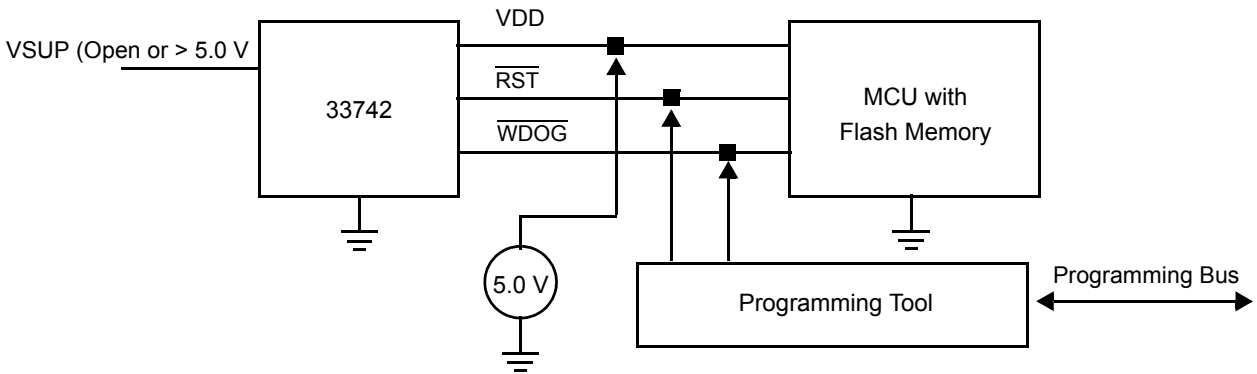 VDD
VSUP (Open or > 5.0 V
RST
33742
WDOG
MCU with
Flash Memory
5.0 V
Programming Tool
Programming Bus